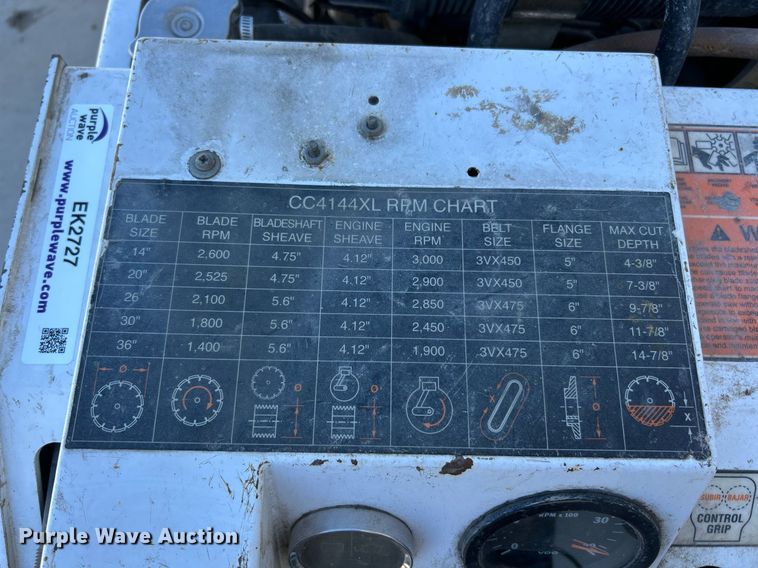 CC4144XL RPM CHART
BLADE SIZE BLADE RPM BLADESHAFT SHEAVE ENGINE SHEAVE ENGINE RPM BELT SIZE FLANGE SIZE MAX CUT. DEPTH
14" 2,600 4.75" 4.12" 3,000 3VX450 5" 4-3/8"
20" 2,525 4.75" 4.12" 2,900 3VX450 5" 7-3/8"
26" 2,100 5.6" 4.12" 2,850 3VX475 6" 9-7/8"
30" 1,800 5.6" 4.12" 2,450 3VX475 6" 11-7/8"
36" 1,400 5.6" 4.12" 1,900 3VX475 6" 14-7/8"
X
X
purple
wave
AUCTION
www.purplewave.com
EK2727
RPM x 100
0
30
VDO
SUBIR BAJAR
CONTROL
GRIP
Purple Wave Auction